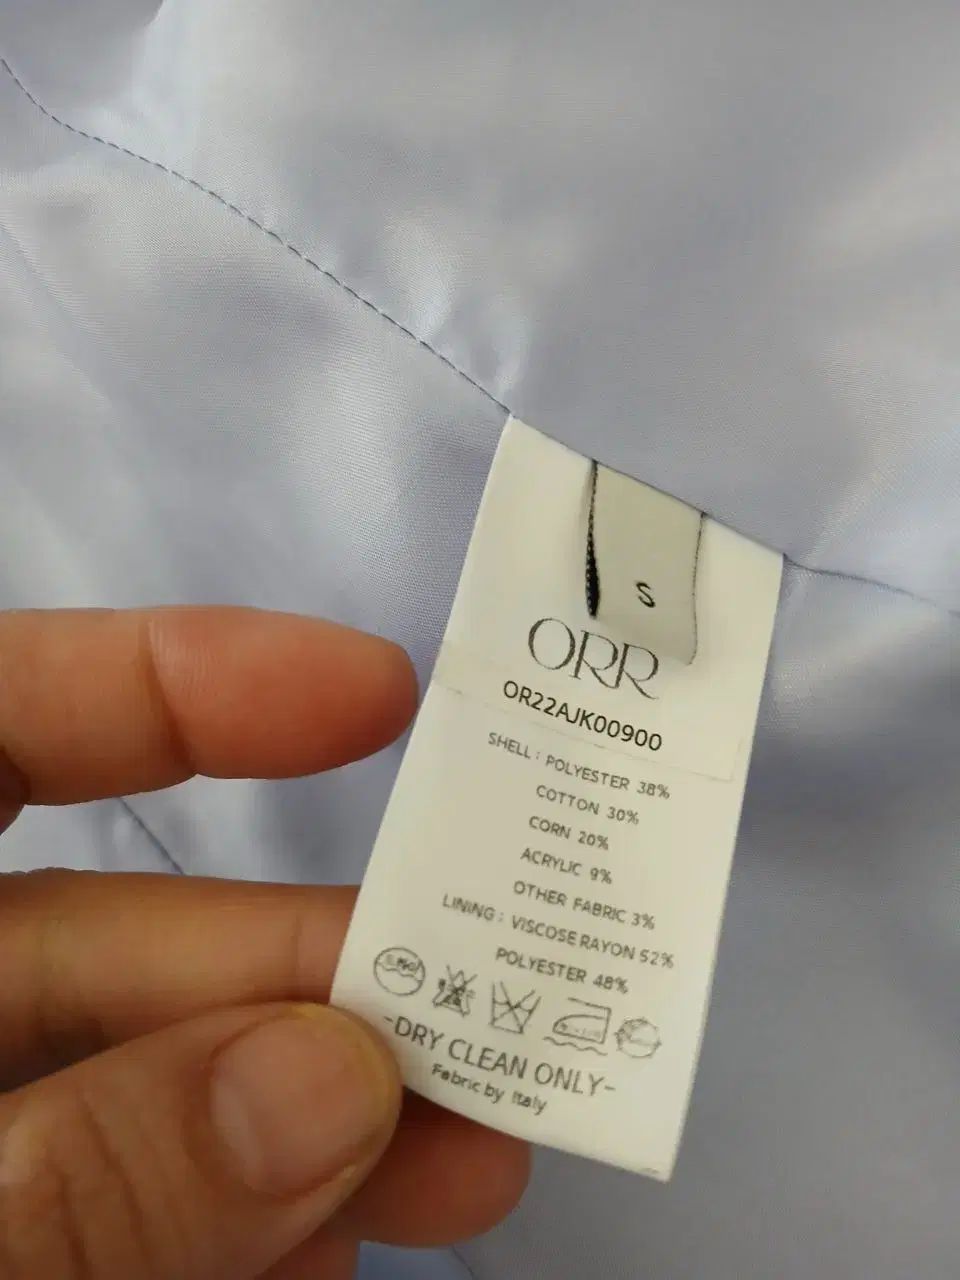 S
ORR
OR22AJK00900
SHELL : POLYESTER 38%
COTTON 30%
CORN 20%
ACRYLIC 9%
OTHER FABRIC 3%
LINING : VISCOSE RAYON 52%
POLYESTER 48%
-DRY CLEAN ONLY-
Fabric by Italy